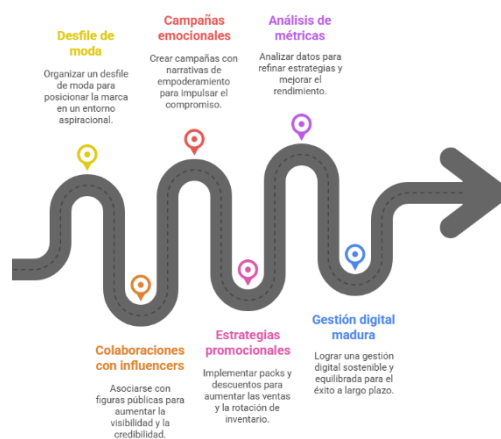 Desfile de
moda
Organizar un desfile
de moda para
posicionar la marca
en un entorno
aspiracional.
Campañas
emocionales
Crear campañas con
narrativas de
empoderamiento
para impulsar el
compromiso.
Análisis de
métricas
Analizar datos para
refinar estrategias y
mejorar el
rendimiento.
Colaboraciones
con influencers
Asociarse con
figuras públicas para
aumentar la
visibilidad y la
credibilidad.
Estrategias
promocionales
Implementar packs y
descuentos para
aumentar las ventas
y la rotación de
inventario.
Gestión digital
madura
Lograr una gestión
digital sostenible y
equilibrada para el
éxito a largo plazo.